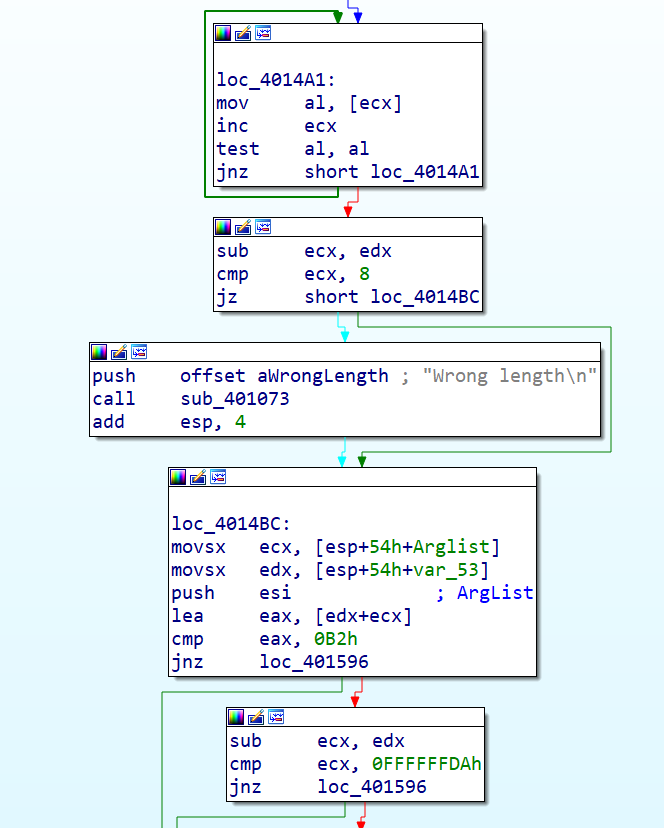 loc_4014A1:
mov al, [ecx]
inc ecx
test al, al
jnz short loc_4014A1
sub ecx, edx
cmp ecx, 8
jz short loc_4014BC
push offset aWrongLength ; "Wrong length\n"
call sub_401073
add esp, 4
loc_4014BC:
movsx ecx, [esp+54h+Arglist]
movsx edx, [esp+54h+var_53]
push esi ; ArgList
lea eax, [edx+ecx]
cmp eax, 0B2h
jnz loc_401596
sub ecx, edx
cmp ecx, 0FFFFFFDAh
jnz loc_401596